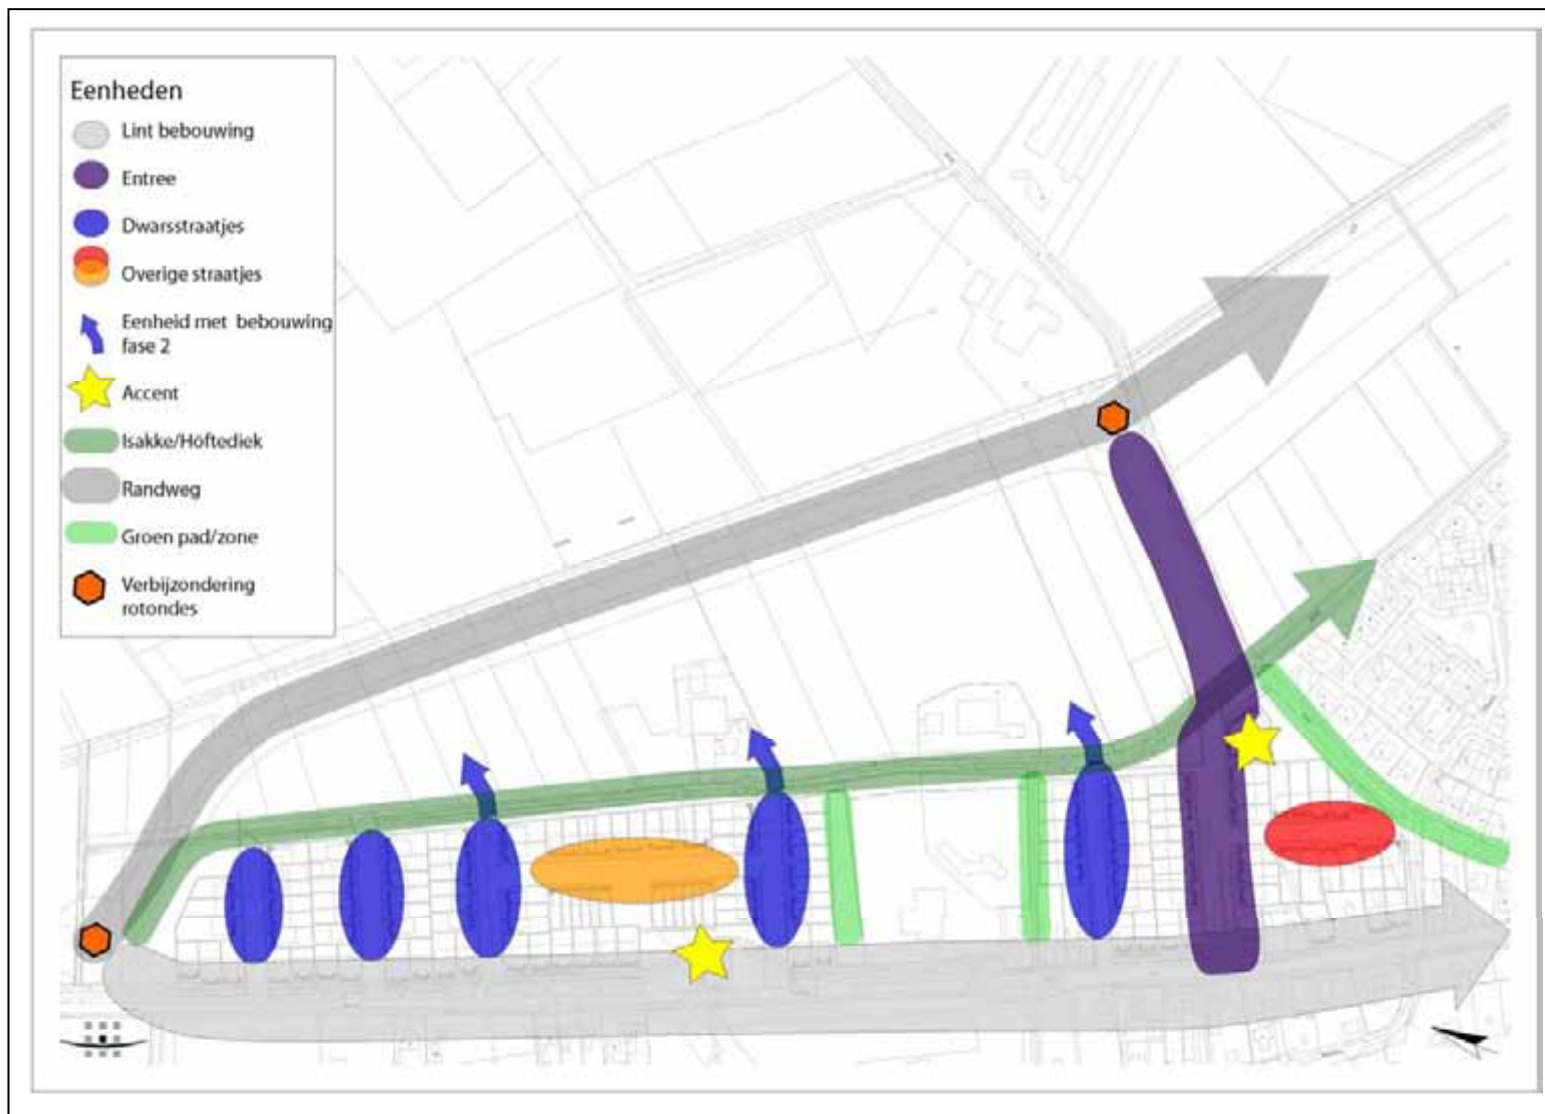 Eenheden
Lint bebouwing
Entree
Dwarsstraatjes
Overige straatjes
Eenheid met bebouwing
fase 2
Accent
Isakke/Höftediek
Randweg
Groen pad/zone
Verbijzondering
rotondes